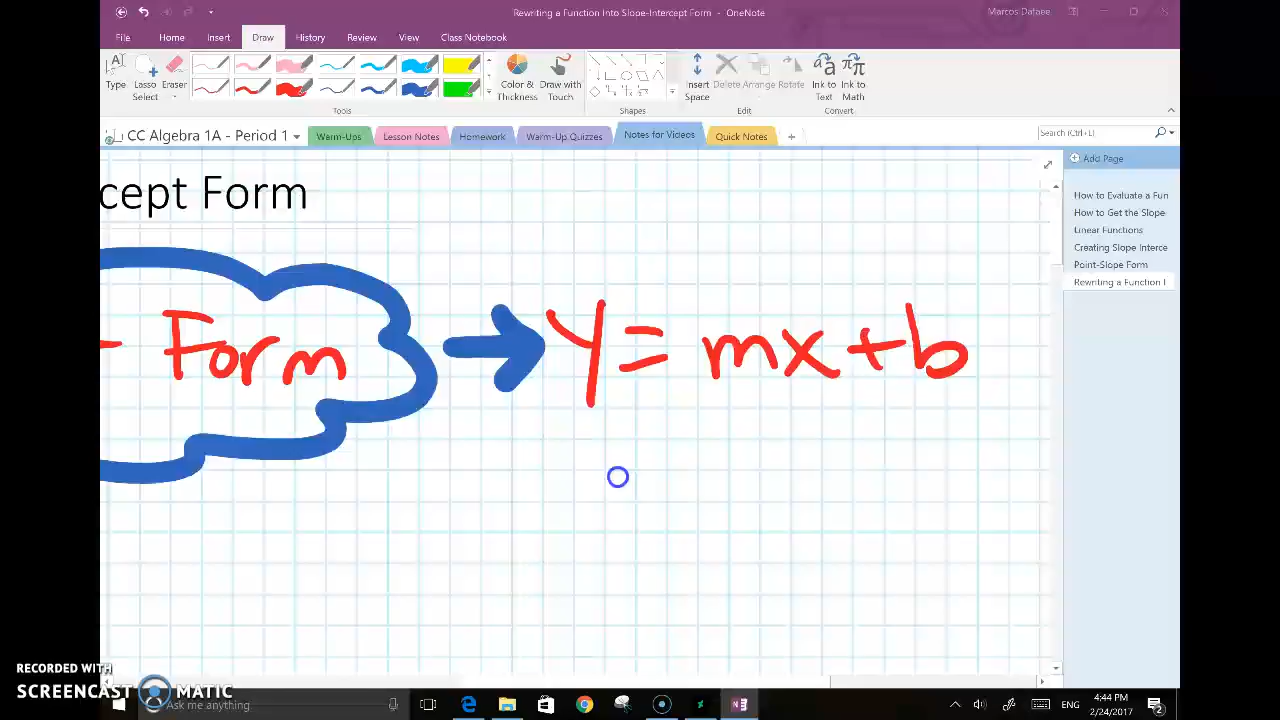 Rewriting a Function Into Slope-Intercept Form - OneNote
Marcos Dafaee
File Home Insert Draw History Review View Class Notebook
Type
Lasso Select
Eraser
Color & Thickness
Draw with Touch
Insert Space
Delete
Arrange
Rotate
Ink to Text
Ink to Math
Tools
Shapes
Edit
Convert
CC Algebra 1A - Period 1
Warm-Ups
Lesson Notes
Homework
Warm-Up Quizzes
Notes for Videos
Quick Notes
Search (Ctrl+E)
Add Page
cept Form
How to Evaluate a Fun
How to Get the Slope
Linear Functions
Creating Slope Interce
Point-Slope Form
Rewriting a Function I
Form
y = mx+b
RECORDED WITH
SCREENCAST MATIC
Ask me anything
ENG
4:44 PM
2/24/2017
2